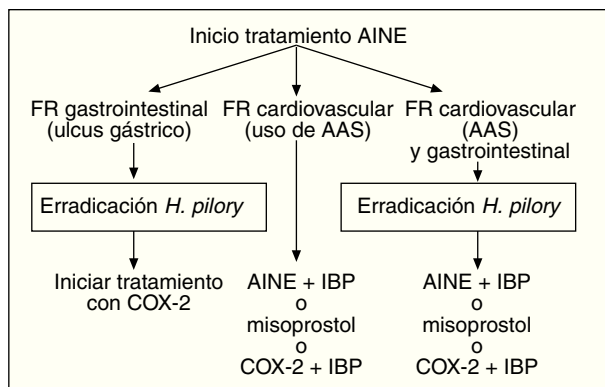 Inicio tratamiento AINE
FR gastrointestinal
(ulcus gástrico)
FR cardiovascular
(uso de AAS)
FR cardiovascular
(AAS)
y gastrointestinal
Erradicación H. pilory
Erradicación H. pilory
Iniciar tratamiento
con COX-2
AINE + IBP
o
misoprostol
o
COX-2 + IBP
AINE + IBP
o
misoprostol
o
COX-2 + IBP